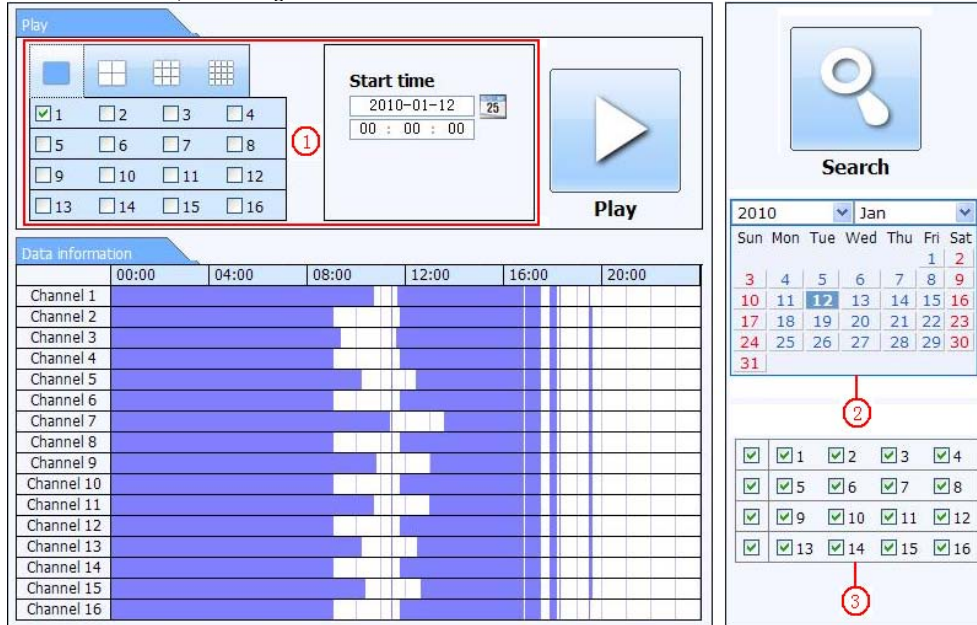 Play
Start time
2010-01-12 25
00 : 00 : 00
1 2 3 4
5 6 7 8
9 10 11 12
13 14 15 16
1
Play
Data information
00:00 04:00 08:00 12:00 16:00 20:00
Channel 1
Channel 2
Channel 3
Channel 4
Channel 5
Channel 6
Channel 7
Channel 8
Channel 9
Channel 10
Channel 11
Channel 12
Channel 13
Channel 14
Channel 15
Channel 16
Search
2010 Jan
Sun Mon Tue Wed Thu Fri Sat
1 2
3 4 5 6 7 8 9
10 11 12 13 14 15 16
17 18 19 20 21 22 23
24 25 26 27 28 29 30
31
2
1 2 3 4
5 6 7 8
9 10 11 12
13 14 15 16
3